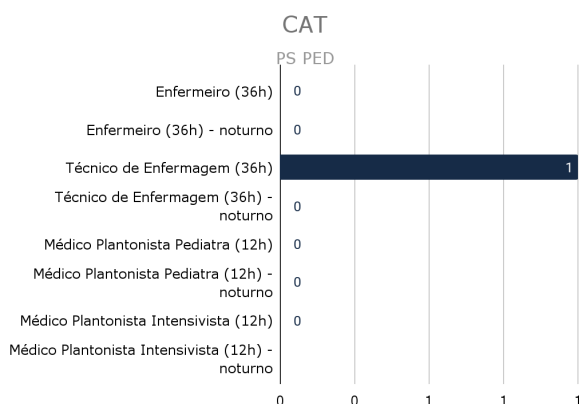 CAT
PS PED
Enfermeiro (36h) 0
Enfermeiro (36h) - noturno 0
Técnico de Enfermagem (36h) 1
Técnico de Enfermagem (36h) -
noturno 0
Médico Plantonista Pediatra (12h) 0
Médico Plantonista Pediatra (12h) -
noturno 0
Médico Plantonista Intensivista (12h) 0
Médico Plantonista Intensivista (12h) -
noturno
0 0 1 1 1